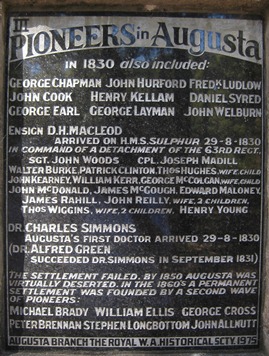 III
PIONEERS in Augusta
IN 1830 also included:
GEORGE CHAPMAN JOHN HURFORD FREDK LUDLOW
JOHN COOK HENRY KELLAM DANIEL SYRED
GEORGE EARL GEORGE LAYMAN JOHN WELBURN
ENSIGN D.H. MACLEOD
ARRIVED ON H.M.S. SULPHUR 29-8-1830
IN COMMAND OF A DETACHMENT OF THE 63RD REGT.
SGT. JOHN WOODS CPL. JOSEPH MADILL
WALTER BURKE, PATRICK CLINTON, THOS HUGHES, WIFE, CHILD
JOHN KEARNEY, WILLIAM KERR, GEORGE MCCOLGAN, WIFE, CHILD
JOHN MCDONALD, JAMES MCGOUGH, EDWARD MALONEY,
JAMES RAHILL, JOHN REILLY, WIFE, 2 CHILDREN,
THOS WIGGINS, WIFE, 2 CHILDREN, HENRY YOUNG
DR. CHARLES SIMMONS
AUGUSTA'S FIRST DOCTOR ARRIVED 29-8-1830
(DR. ALFRED GREEN
SUCCEEDED DR. SIMMONS IN SEPTEMBER 1831)
THE SETTLEMENT FAILED. BY 1850 AUGUSTA WAS
VIRTUALLY DESERTED. IN THE 1860'S A PERMANENT
SETTLEMENT WAS FOUNDED BY A SECOND WAVE
OF PIONEERS:
MICHAEL BRADY WILLIAM ELLIS GEORGE CROSS
PETER BRENNAN STEPHEN LONGBOTTOM JOHN ALLNUTT
AUGUSTA BRANCH THE ROYAL W.A. HISTORICAL SCTY. 1975